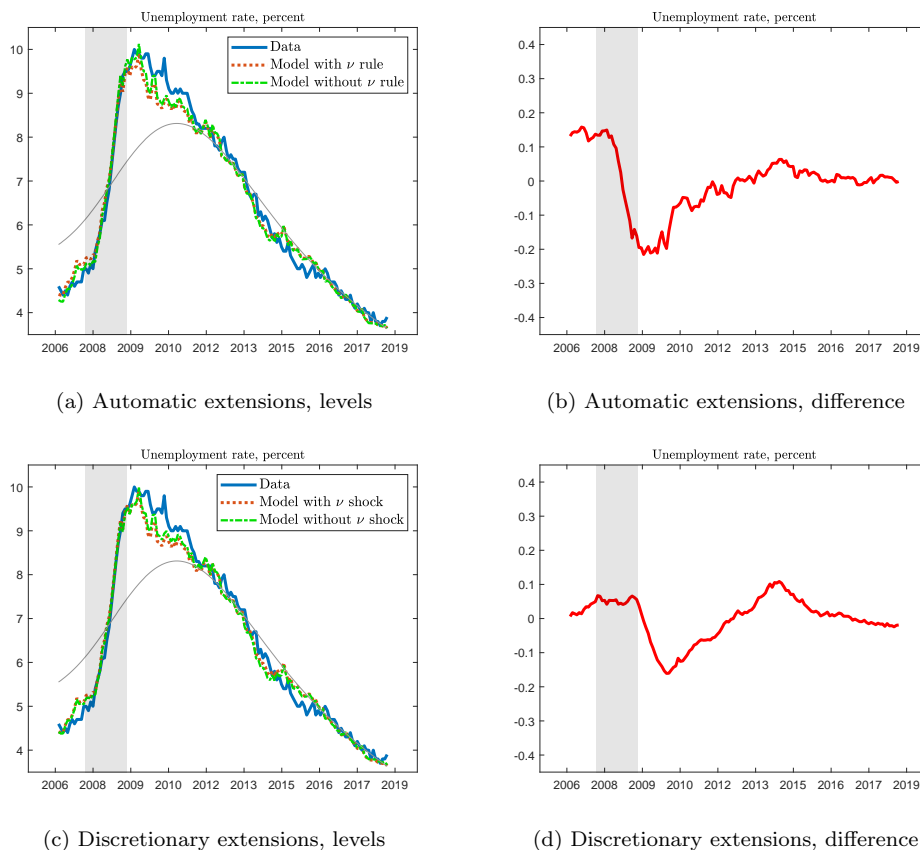 Unemployment rate, percent
10
9
8
7
6
5
4
2006 2008 2009 2010 2012 2013 2015 2016 2017 2019
Data
Model with ν rule
Model without ν rule
(a) Automatic extensions, levels
Unemployment rate, percent
0.4
0.3
0.2
0.1
0
-0.1
-0.2
-0.3
-0.4
2006 2008 2009 2010 2012 2013 2015 2016 2017 2019
(b) Automatic extensions, difference
Unemployment rate, percent
10
9
8
7
6
5
4
2006 2008 2009 2010 2012 2013 2015 2016 2017 2019
Data
Model with ν shock
Model without ν shock
(c) Discretionary extensions, levels
Unemployment rate, percent
0.4
0.3
0.2
0.1
0
-0.1
-0.2
-0.3
-0.4
2006 2008 2009 2010 2012 2013 2015 2016 2017 2019
(d) Discretionary extensions, difference